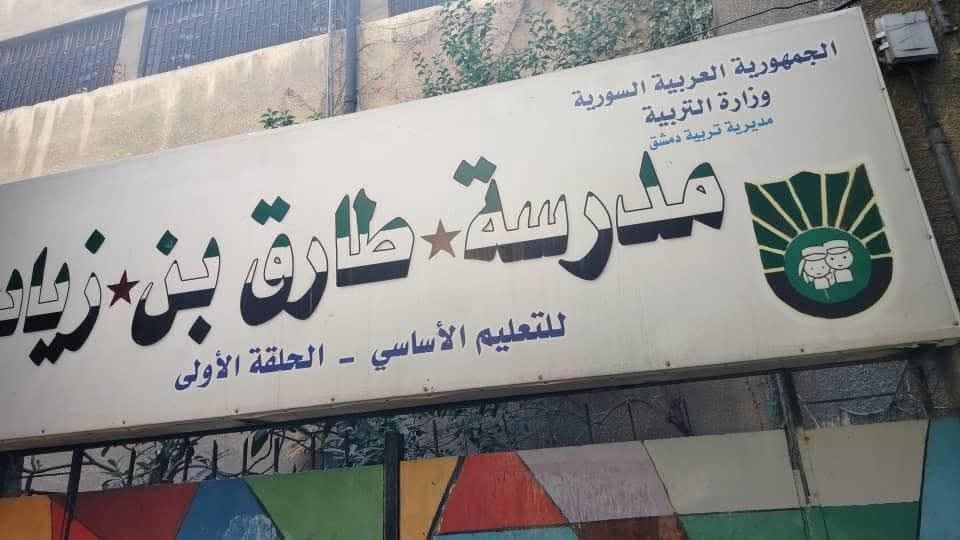 الجمهورية العربية السورية
وزارة التربية
مديرية تربية دمشق
مدرسة طارق بن زياد
للتعليم الأساسي - الحلقة الأولى